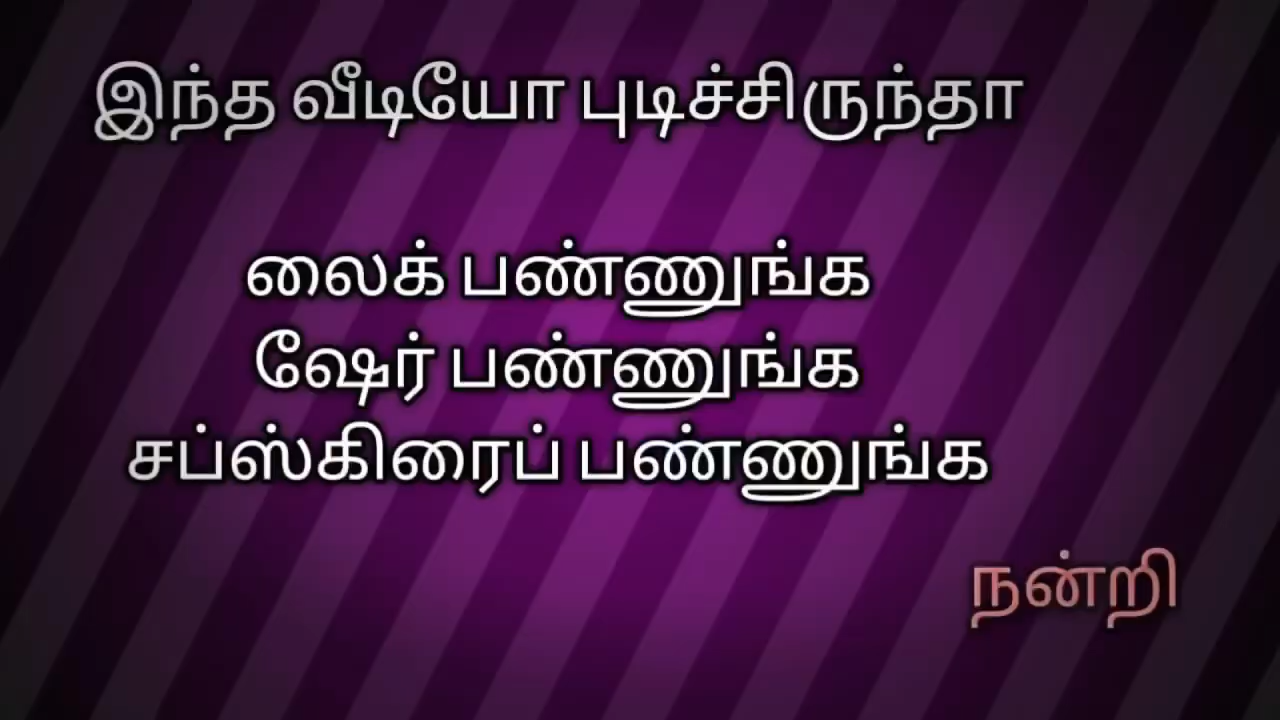 இந்த வீடியோ புடிச்சிருந்தா
லைக் பண்ணுங்க
ஷேர் பண்ணுங்க
சப்ஸ்கிரைப் பண்ணுங்க
நன்றி